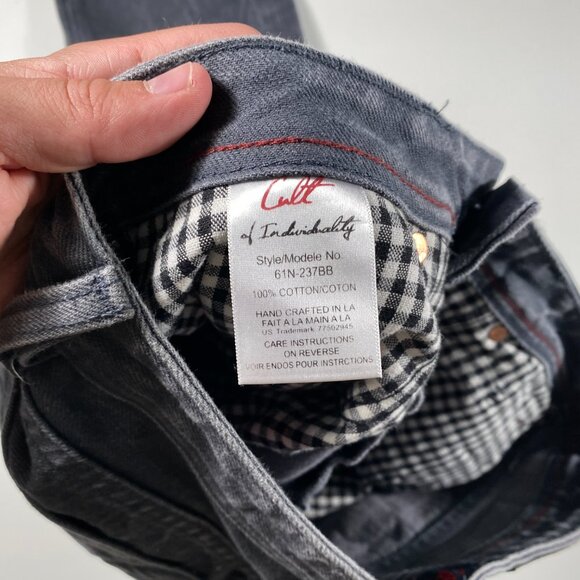 Cult
of Individuality
Style/Modele No
61N-237BB
100% COTTON/COTON
HAND CRAFTED IN LA
FAIT A LA MAIN A LA
US Trademark 77502945
CARE INSTRUCTIONS
ON REVERSE
VOIR ENDOS POUR INSTRUCTIONS